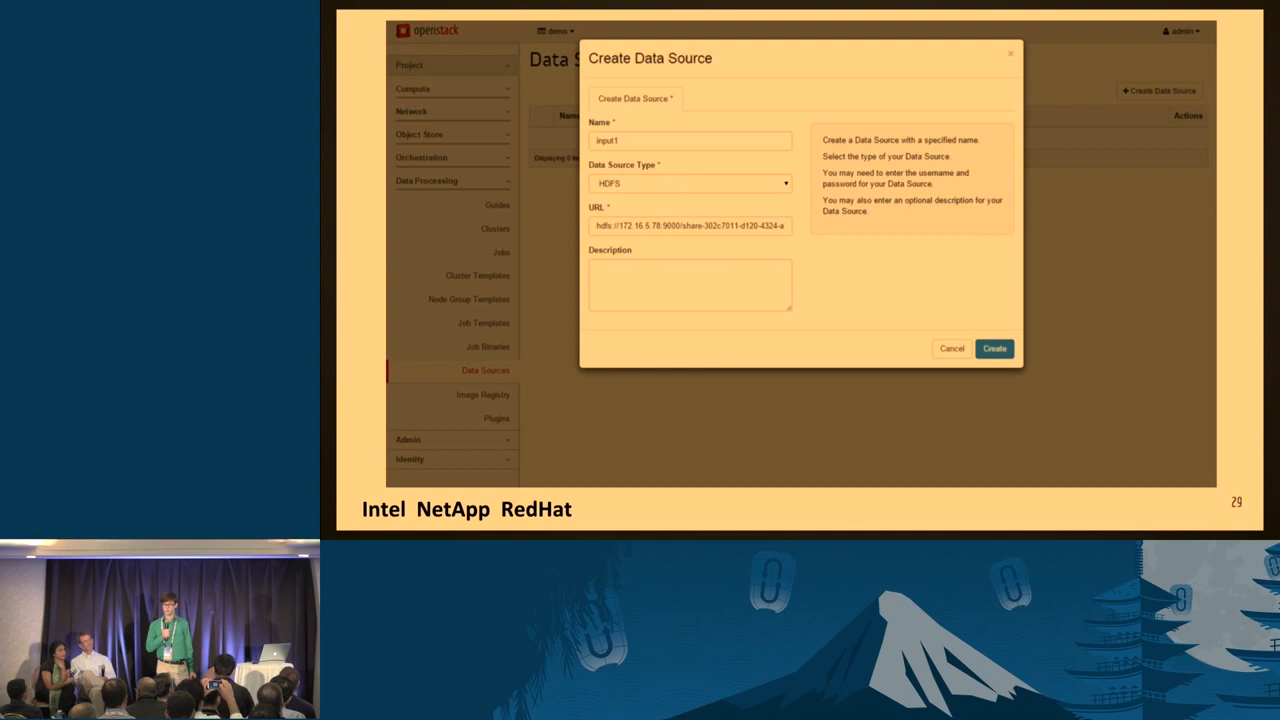 openstack
demo
admin
Project
Compute
Network
Object Store
Orchestration
Data Processing
Guides
Clusters
Jobs
Cluster Templates
Node Group Templates
Job Templates
Job Binaries
Data Sources
Image Registry
Plugins
Admin
Identity
Data S
+ Create Data Source
Name
Actions
Displaying 0
Create Data Source
×
Create Data Source *
Name *
input1
Data Source Type *
HDFS
URL *
hdfs://172.16.5.78:9000/share-302c7011-d120-4324-a
Description
Create a Data Source with a specified name.
Select the type of your Data Source.
You may need to enter the username and
password for your Data Source.
You may also enter an optional description for your
Data Source.
Cancel
Create
Intel NetApp RedHat
29